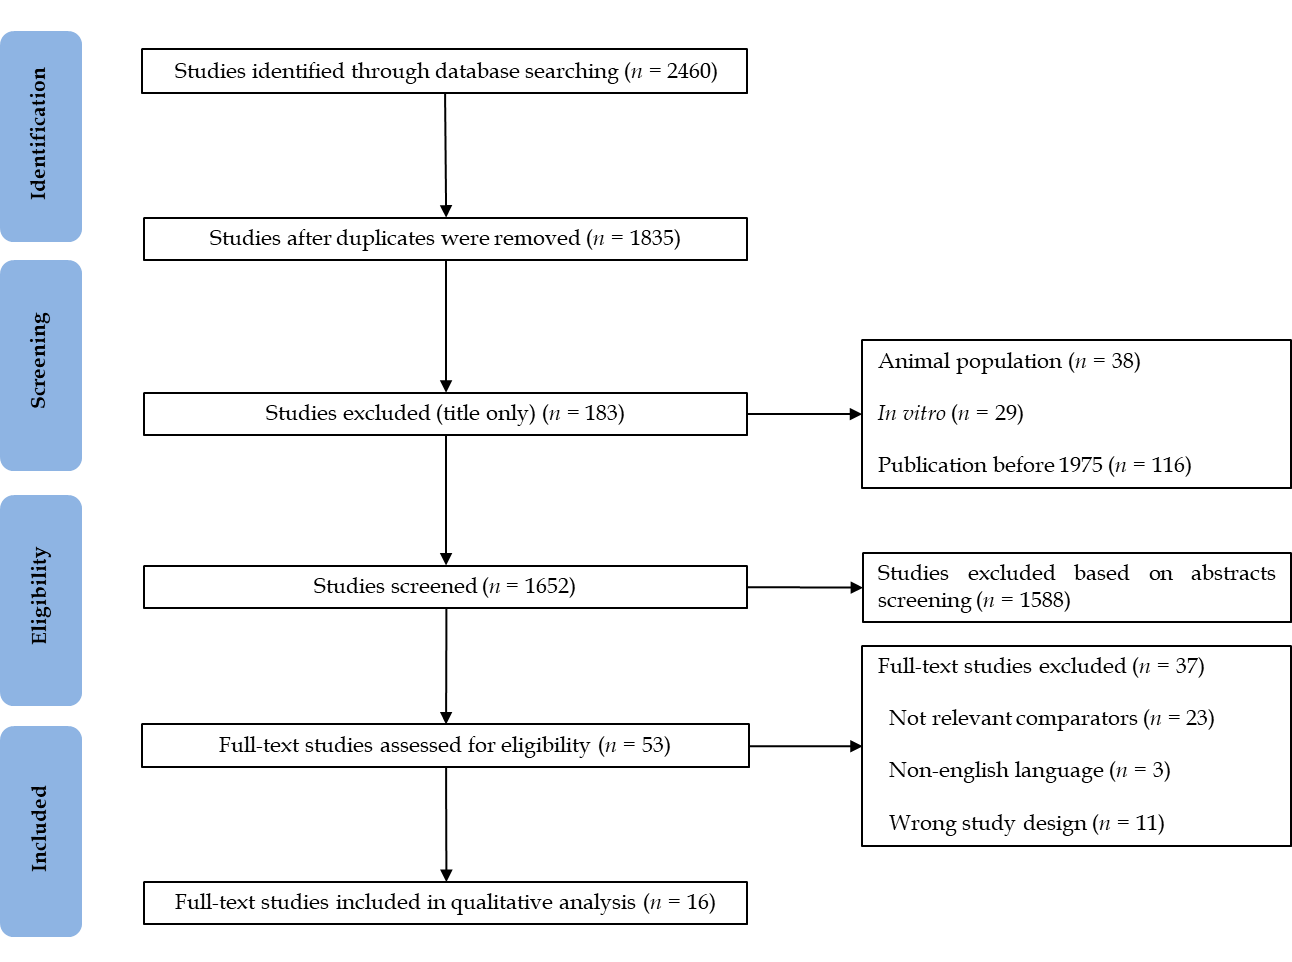 Identification
Studies identified through database searching (n = 2460)
Studies after duplicates were removed (n = 1835)
Screening
Studies excluded (title only) (n = 183)
Animal population (n = 38)
In vitro (n = 29)
Publication before 1975 (n = 116)
Eligibility
Studies screened (n = 1652)
Studies excluded based on abstracts
screening (n = 1588)
Full-text studies assessed for eligibility (n = 53)
Full-text studies excluded (n = 37)
Not relevant comparators (n = 23)
Non-english language (n = 3)
Wrong study design (n = 11)
Included
Full-text studies included in qualitative analysis (n = 16)